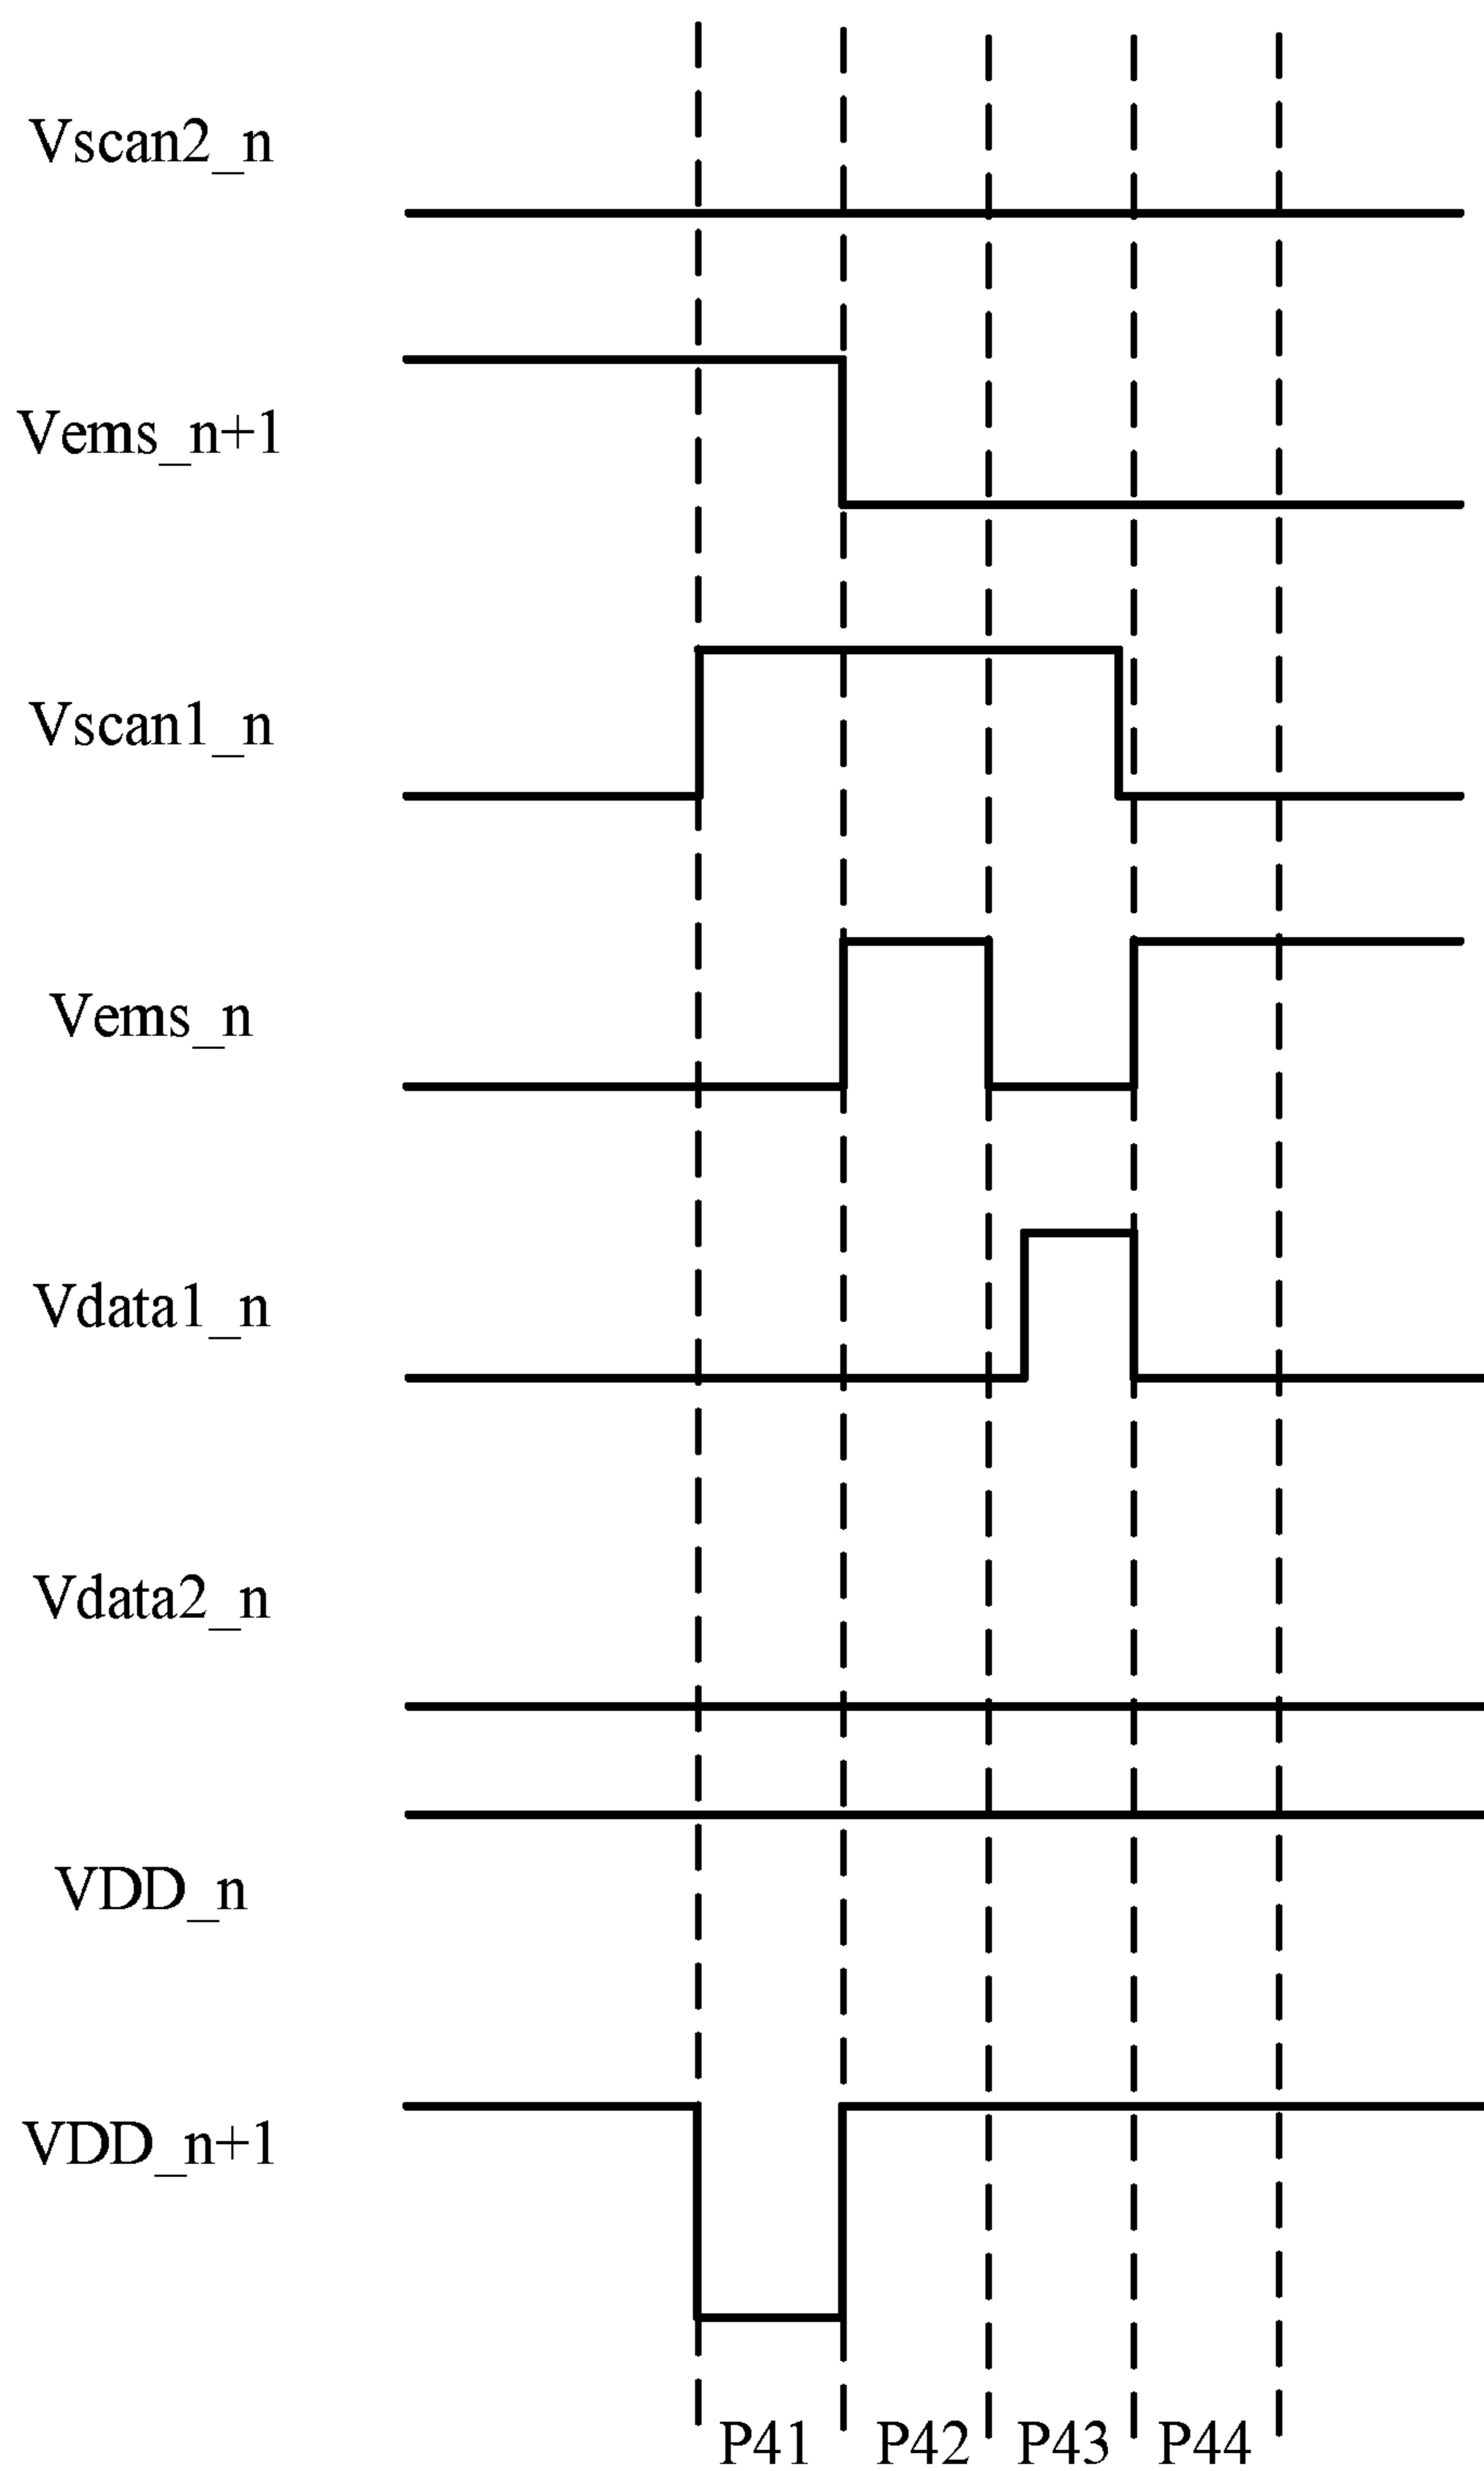 Vscan2_n
Vems_n+1
Vscan1_n
Vems_n
Vdata1_n
Vdata2_n
VDD_n
VDD_n+1
P41 P42 P43 P44